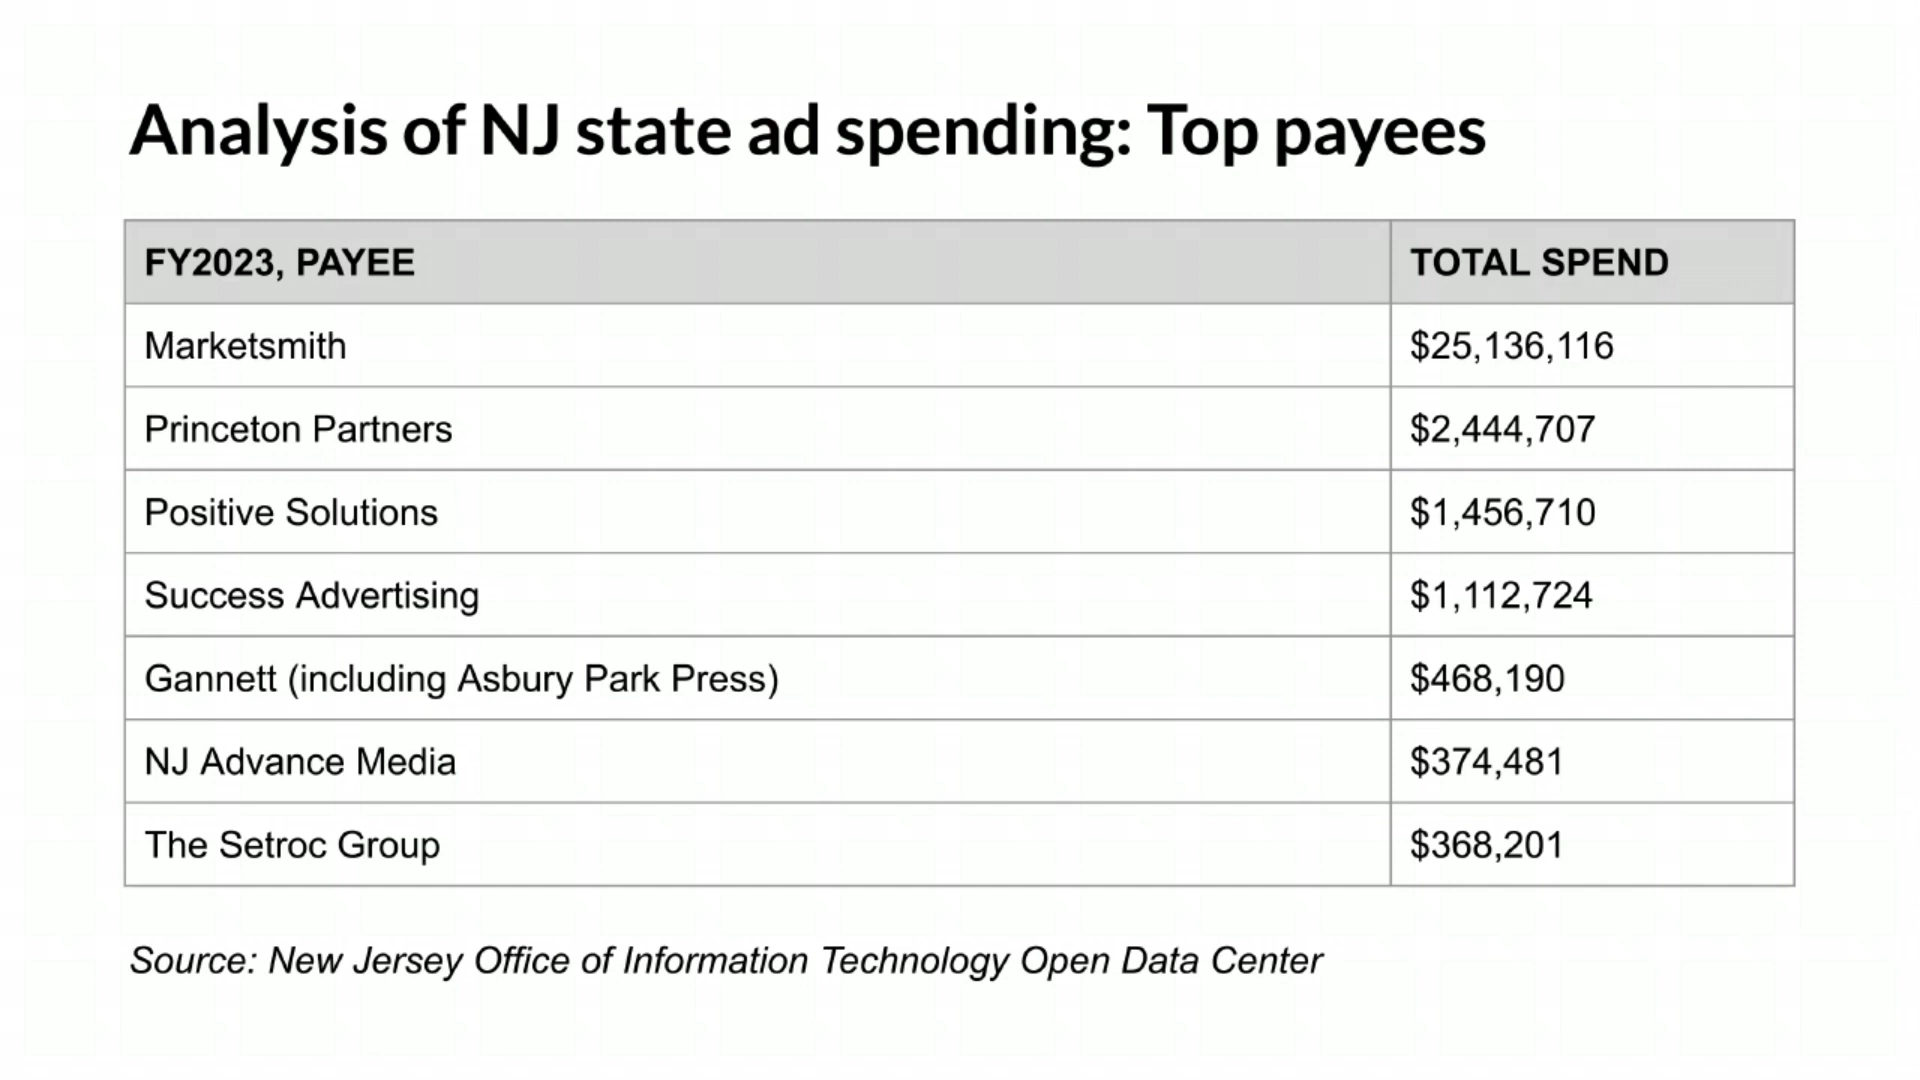 Analysis of NJ state ad spending: Top payees
FY2023, PAYEE TOTAL SPEND
Marketsmith $25,136,116
Princeton Partners $2,444,707
Positive Solutions $1,456,710
Success Advertising $1,112,724
Gannett (including Asbury Park Press) $468,190
NJ Advance Media $374,481
The Setroc Group $368,201
Source: New Jersey Office of Information Technology Open Data Center